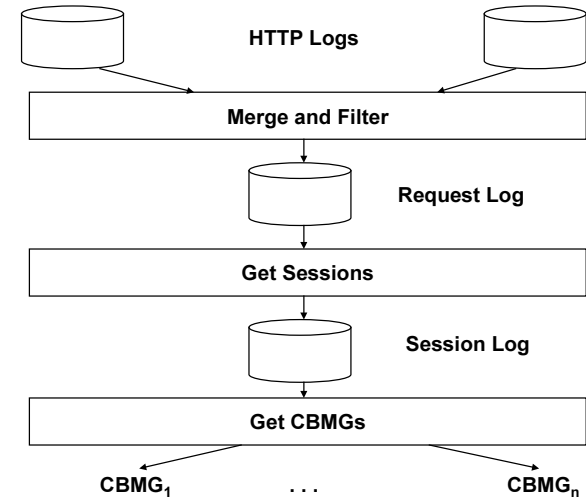 HTTP Logs
Merge and Filter
Request Log
Get Sessions
Session Log
Get CBMGs
CBMG₁ . . . CBMGₙ